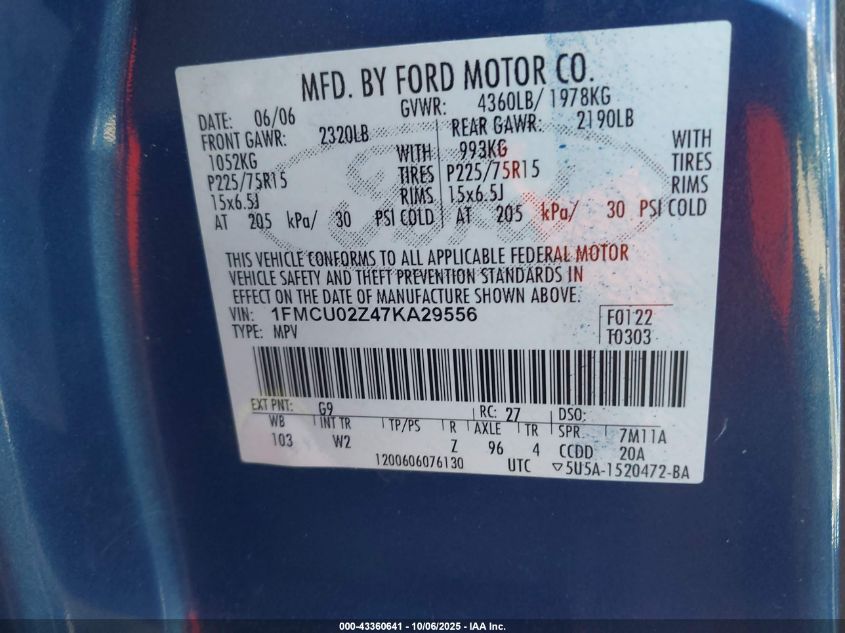 MFD. BY FORD MOTOR CO.
DATE: 06/06 GVWR: 4360LB/ 1978KG
FRONT GAWR: 2320LB REAR GAWR: 2190LB
1052KG WITH 993KG WITH
P225/75R15 TIRES P225/75R15 TIRES
15x6.5J RIMS 15x6.5J RIMS
AT 205 kPa/ 30 PSI COLD AT 205 kPa/ 30 PSI COLD
THIS VEHICLE CONFORMS TO ALL APPLICABLE FEDERAL MOTOR
VEHICLE SAFETY AND THEFT PREVENTION STANDARDS IN
EFFECT ON THE DATE OF MANUFACTURE SHOWN ABOVE.
VIN: 1FMCU02Z47KA29556 F0122
TYPE: MPV T0303
EXT PNT: G9 RC: 27 DSO:
WB INT TR TP/PS R AXLE TR SPR 7M11A
103 W2 Z 96 4 CCDD 20A
1200606076130 UTC ▽5U5A-1520472-BA
000-43360641 - 10/06/2025 - IAA Inc.